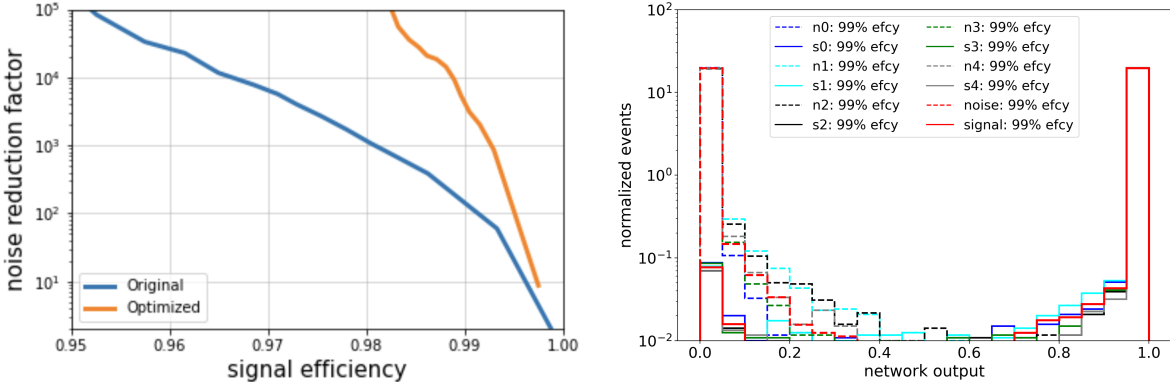 noise reduction factor
10^5
10^4
10^3
10^2
10^1
Original
Optimized
0.95
0.96
0.97
0.98
0.99
1.00
signal efficiency
normalized events
10^2
10^1
10^0
10^−1
10^−2
n0: 99% efcy
s0: 99% efcy
n1: 99% efcy
s1: 99% efcy
n2: 99% efcy
s2: 99% efcy
n3: 99% efcy
s3: 99% efcy
n4: 99% efcy
s4: 99% efcy
noise: 99% efcy
signal: 99% efcy
0.0
0.2
0.4
0.6
0.8
1.0
network output